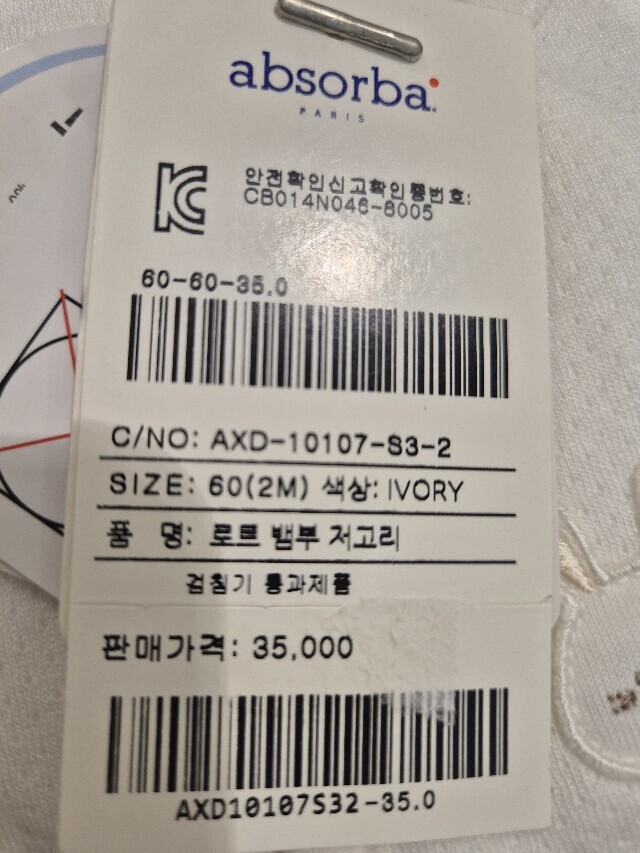 absorba
PARIS
안전확인신고확인증번호:
CB014N046-6005
60-60-35.0
C/NO: AXD-10107-S3-2
SIZE: 60(2M) 색상: IVORY
품 명: 로르 뱀부 저고리
검침기 통과제품
판매가격: 35,000
AXD10107S32-35.0